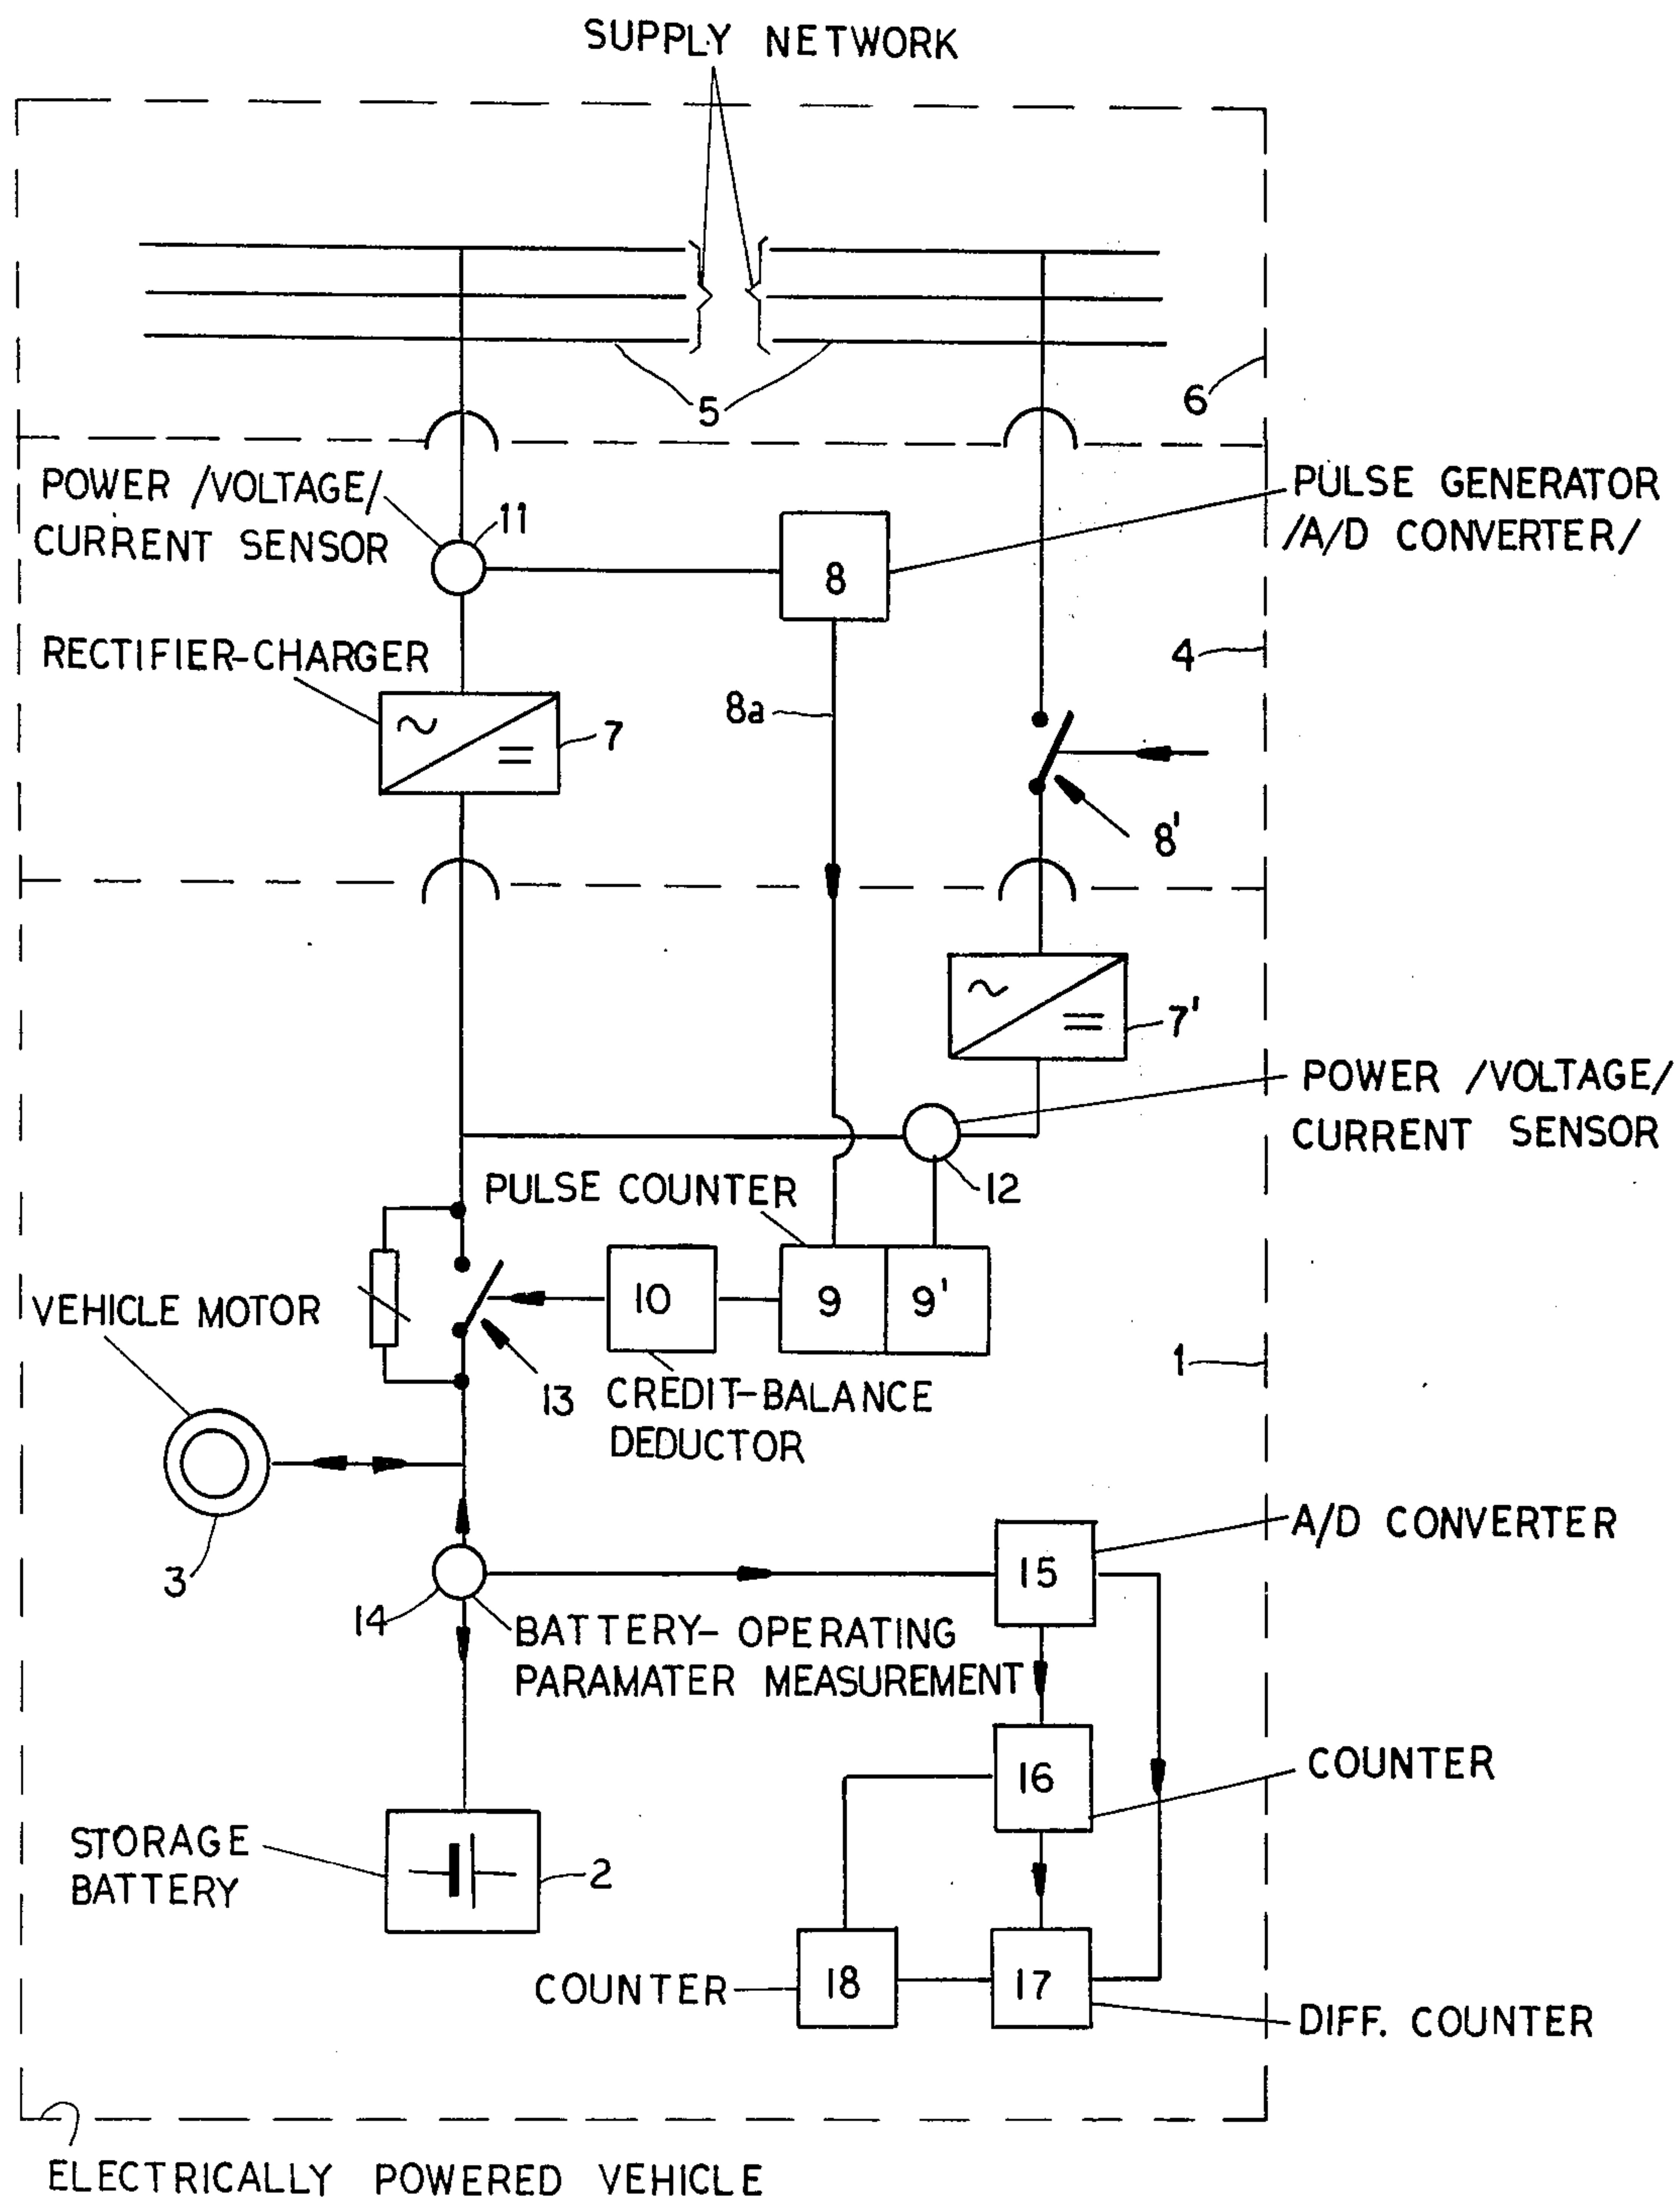 SUPPLY NETWORK
5
6
POWER /VOLTAGE/
CURRENT SENSOR
11
PULSE GENERATOR
/A/D CONVERTER/
8
RECTIFIER-CHARGER
4
8a
7
~
=
8'
~
=
7'
POWER /VOLTAGE/
CURRENT SENSOR
12
PULSE COUNTER
VEHICLE MOTOR
10
9
9'
1
13
CREDIT-BALANCE
DEDUCTOR
3
A/D CONVERTER
15
14
BATTERY- OPERATING
PARAMATER MEASUREMENT
16
COUNTER
STORAGE
BATTERY
2
COUNTER
18
17
DIFF. COUNTER
ELECTRICALLY POWERED VEHICLE